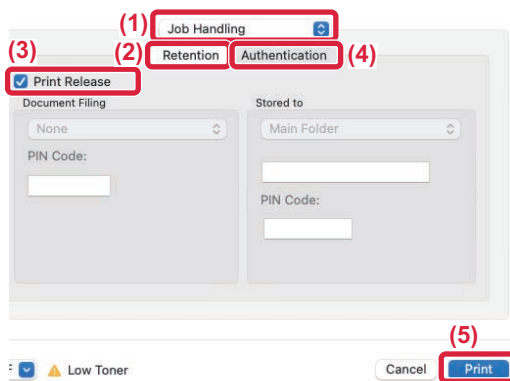 (1) Job Handling
(2) Retention Authentication (4)
(3)
Print Release
Document Filing
None
PIN Code:
Stored to
Main Folder
PIN Code:
(5)
F Low Toner Cancel Print